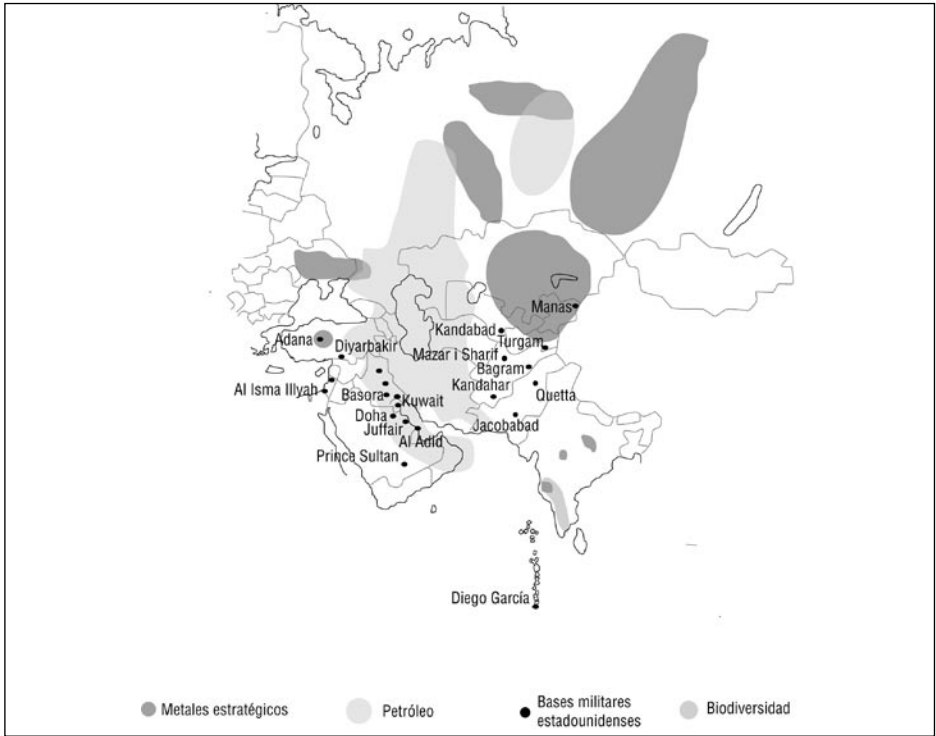 Manas
Kandabad
Turgam
Adana
Diyarbakir
Mazar i Sharif
Bagram
Al Isma Illyah
Basora
Kuwait
Kandahar
Quetta
Doha
Juffair
Jacobabad
Al Adid
Prince Sultan
Diego García
Metales estratégicos
Petróleo
Bases militares
estadounidenses
Biodiversidad